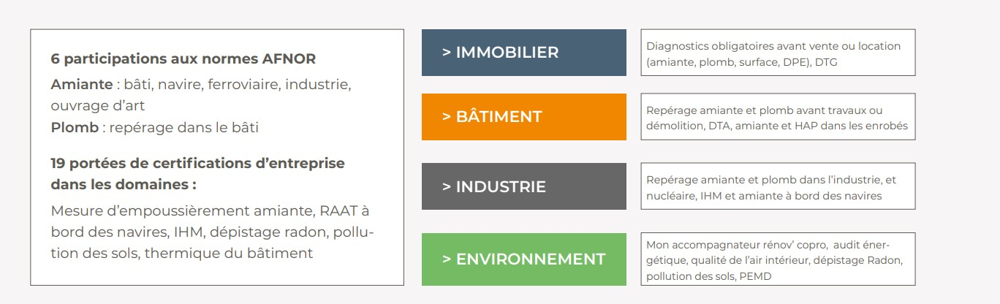 6 participations aux normes AFNOR
Amiante : bâti, navire, ferroviaire, industrie,
ouvrage d'art
Plomb : repérage dans le bâti
19 portées de certifications d'entreprise
dans les domaines :
Mesure d'empoussièrement amiante, RAAT à
bord des navires, IHM, dépistage radon, pollu-
tion des sols, thermique du bâtiment
> IMMOBILIER
Diagnostics obligatoires avant vente ou location
(amiante, plomb, surface, DPE), DTG
> BÂTIMENT
Repérage amiante et plomb avant travaux ou
démolition, DTA, amiante et HAP dans les enrobés
> INDUSTRIE
Repérage amiante et plomb dans l'industrie, et
nucléaire, IHM et amiante à bord des navires
> ENVIRONNEMENT
Mon accompagnateur rénov' copro, audit éner-
gétique, qualité de l'air intérieur, dépistage Radon,
pollution des sols, PEMD